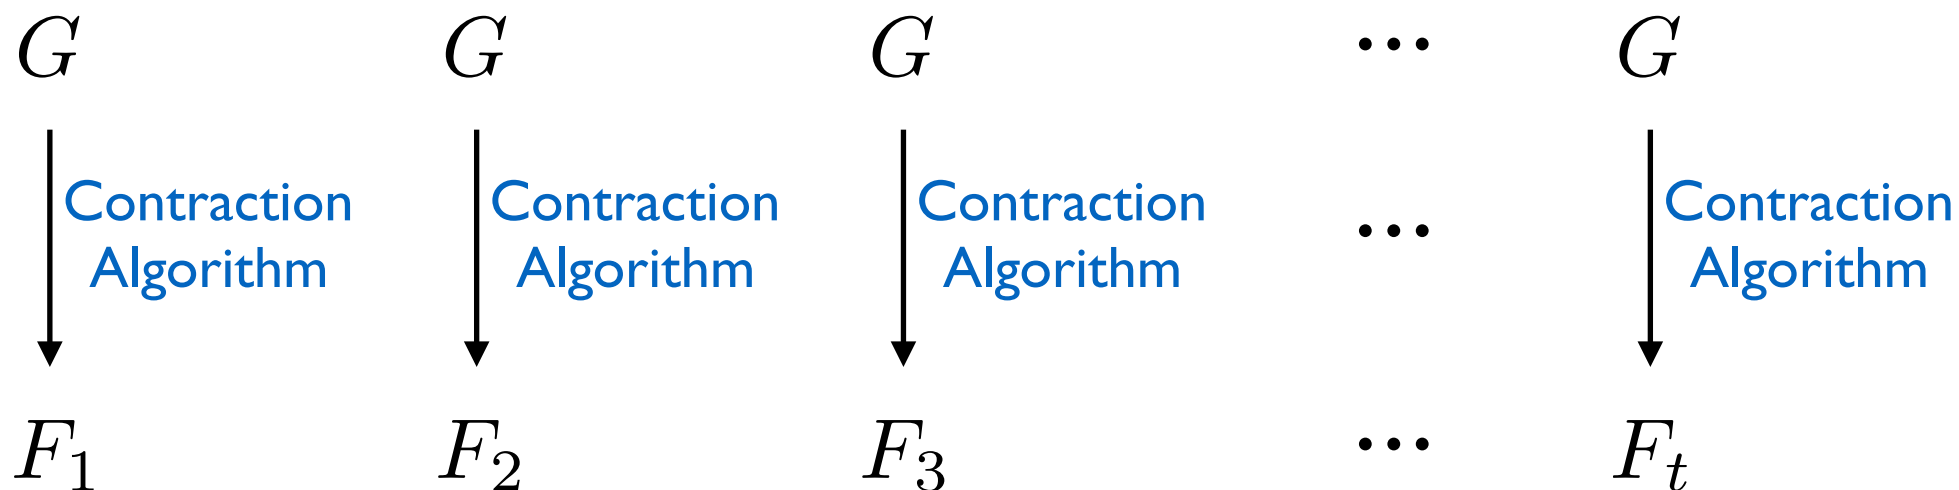 G G G ... G
Contraction Contraction Contraction ... Contraction
Algorithm Algorithm Algorithm Algorithm
F₁ F₂ F₃ ... Fₜ